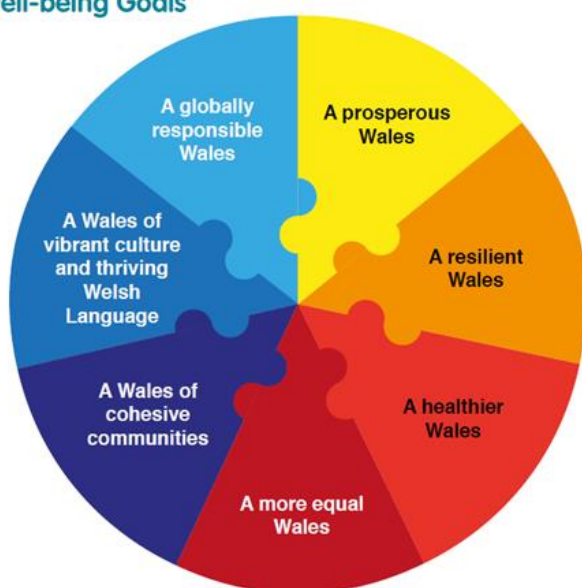 ell-being Goals
A prosperous
Wales
A resilient
Wales
A healthier
Wales
A more equal
Wales
A Wales of
cohesive
communities
A Wales of
vibrant culture
and thriving
Welsh
Language
A globally
responsible
Wales